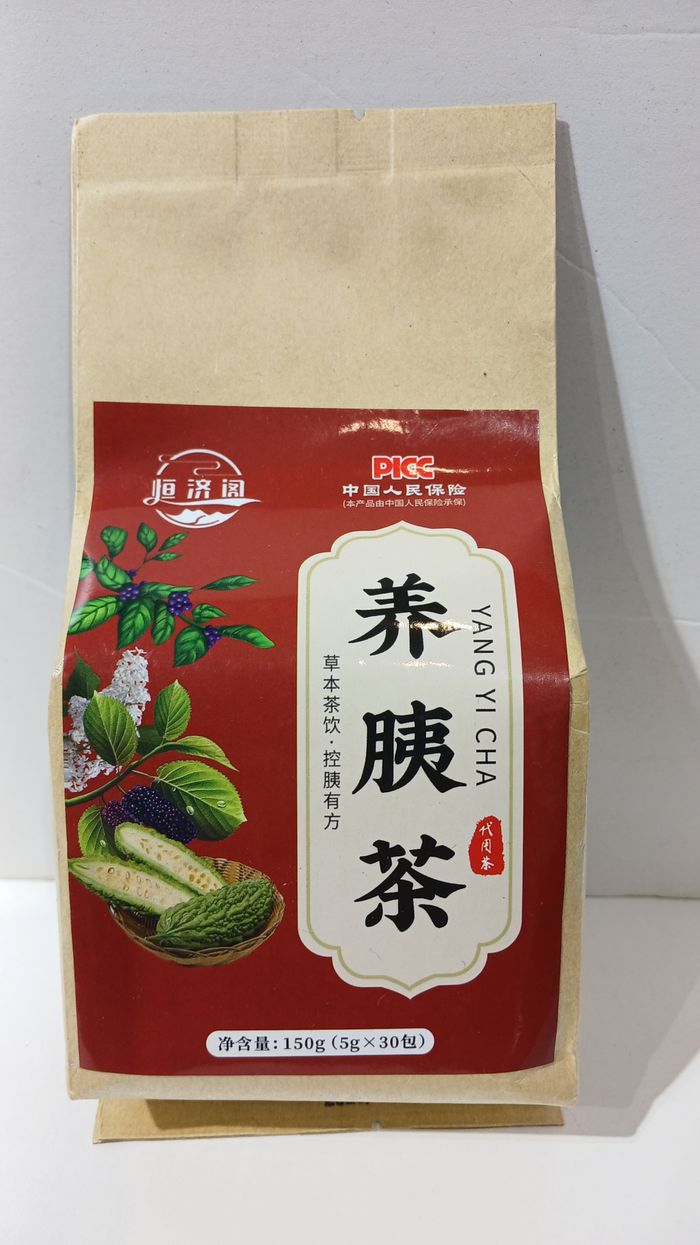 恒济阁
PICC
中国人民保险
(本产品由中国人民保险承保)
养胰茶
YANG YI CHA
草本茶饮·控胰有方
代用茶
净含量:150g(5g×30包)